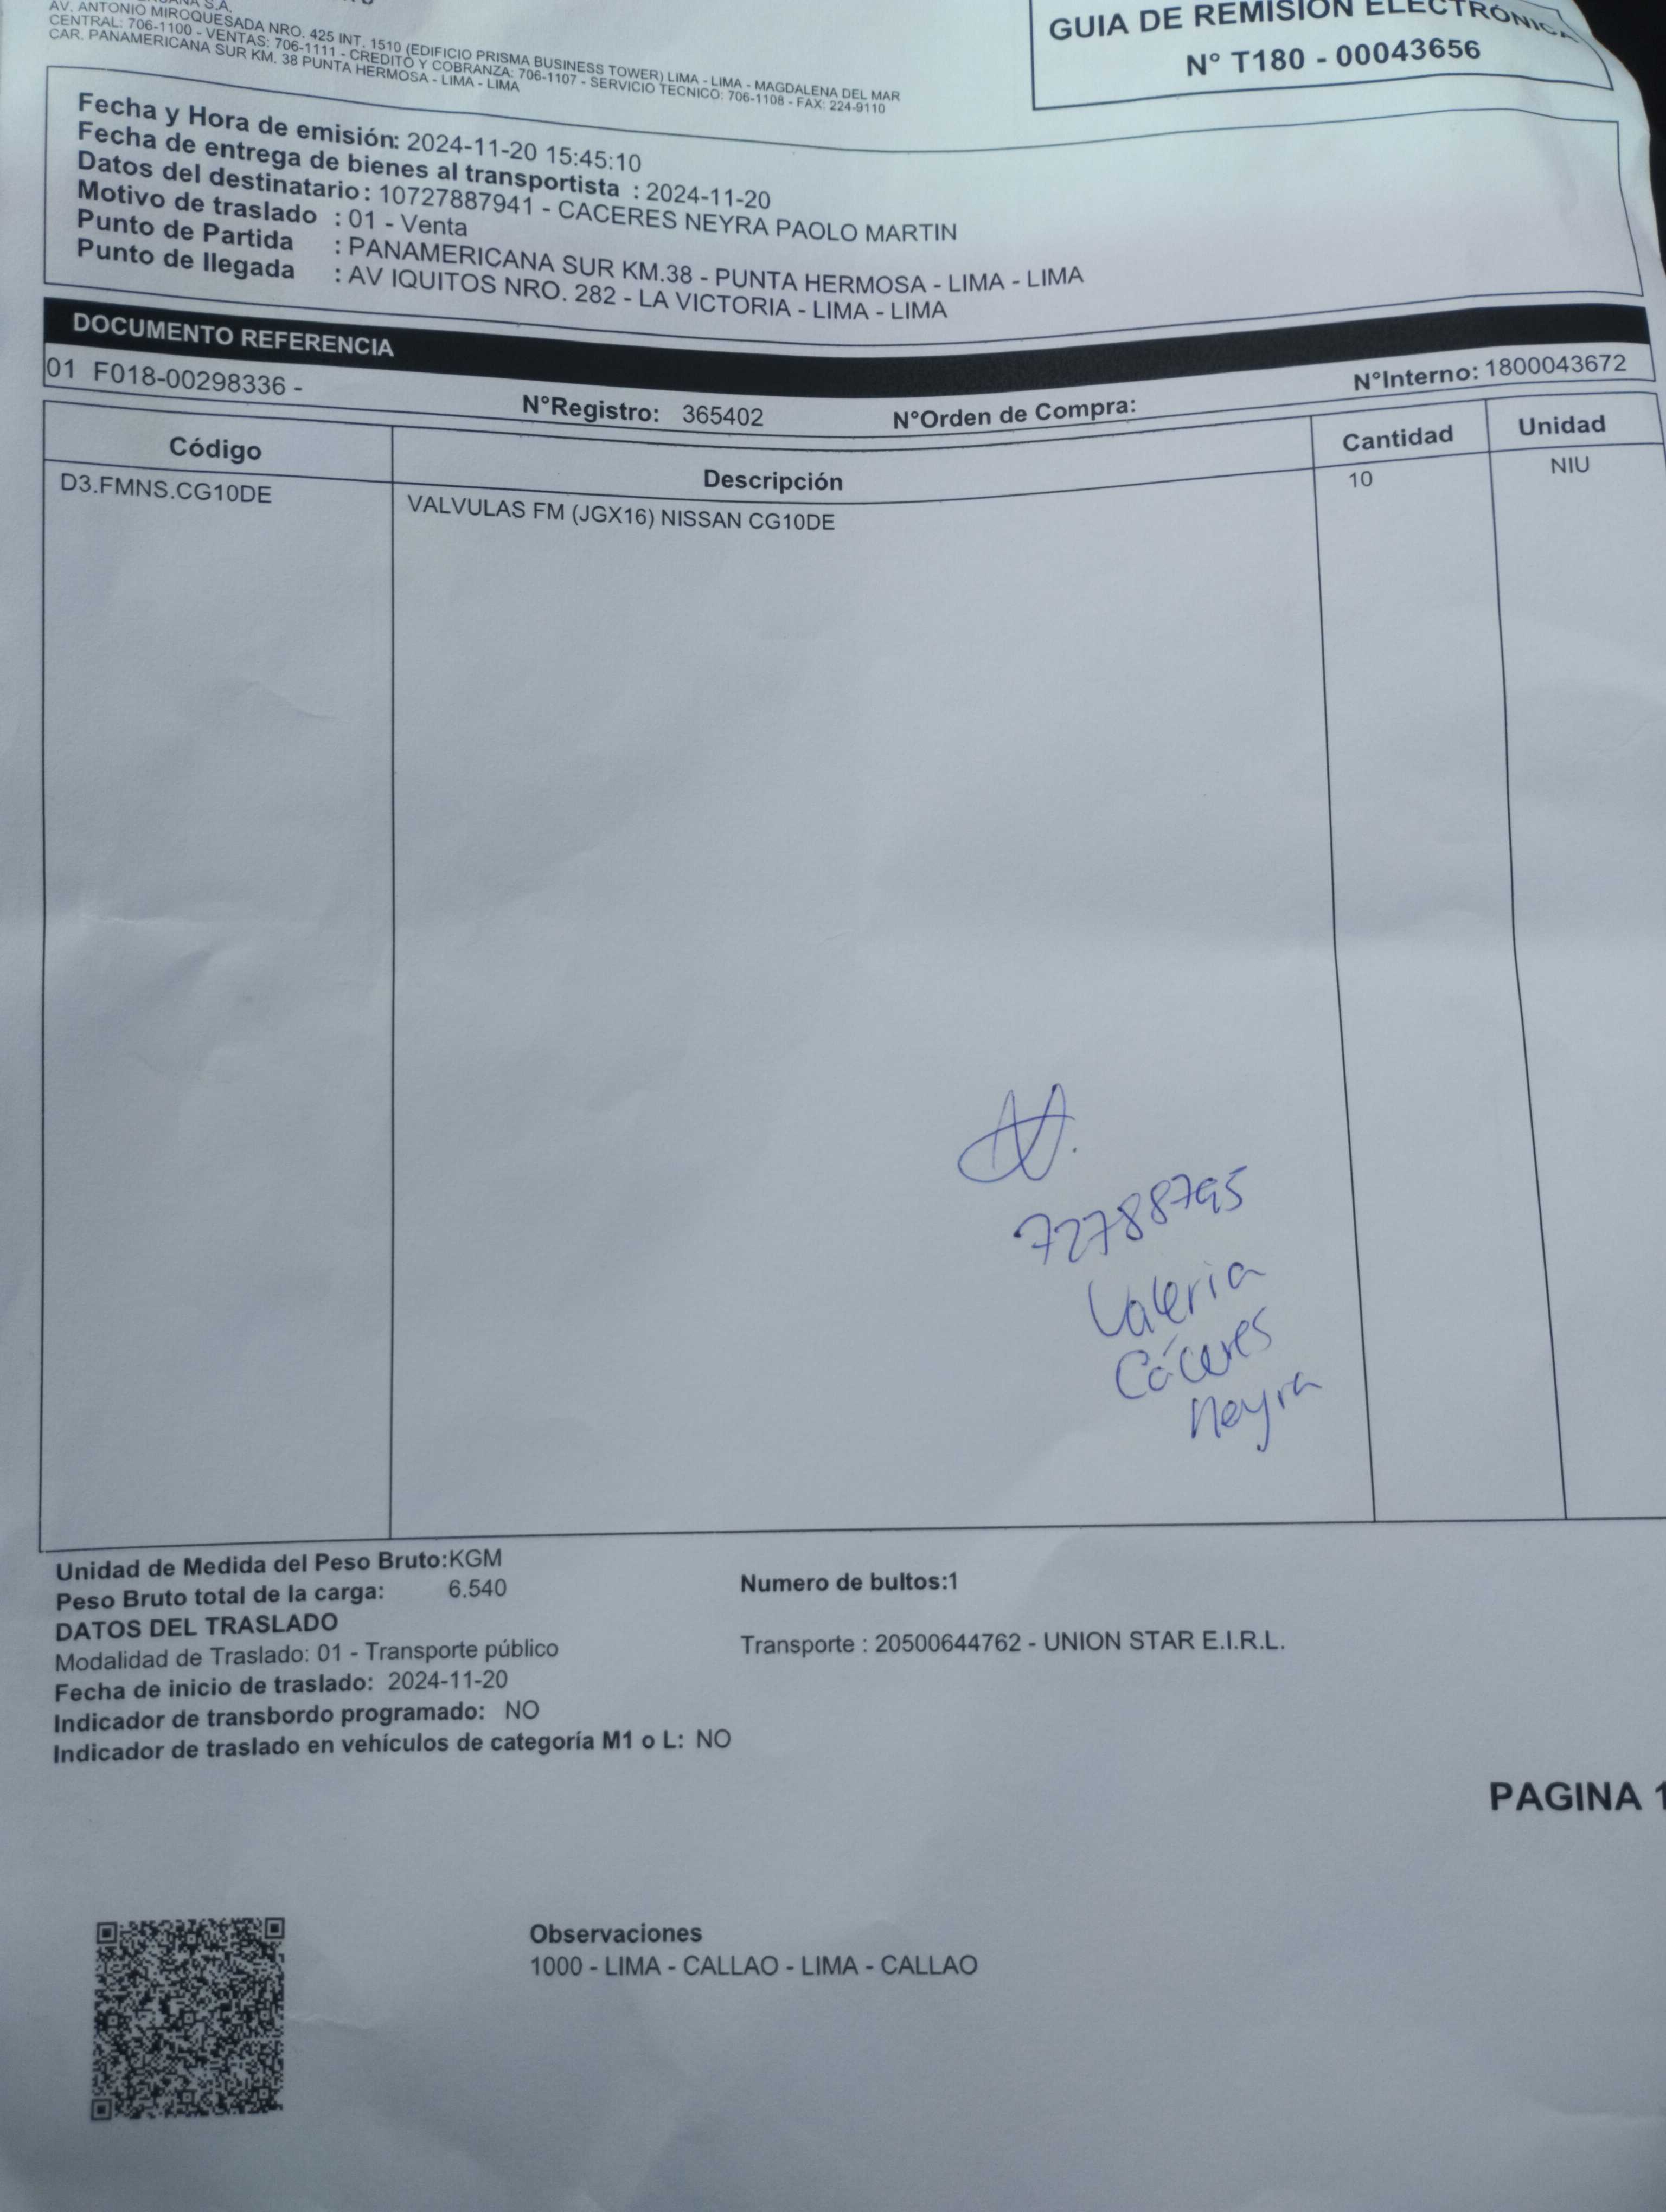 S.A.
AV. ANTONIO MIROQUESADA NRO. 425 INT. 1510 (EDIFICIO PRISMA BUSINESS TOWER) LIMA - LIMA - MAGDALENA DEL MAR
CENTRAL: 706-1100 - VENTAS: 706-1111 - CREDITO Y COBRANZA: 706-1107 - SERVICIO TECNICO: 706-1108 - FAX: 224-9110
CAR. PANAMERICANA SUR KM. 38 PUNTA HERMOSA - LIMA - LIMA
GUIA DE REMISION ELECTRÓNICA
N° T180 - 00043656
Fecha y Hora de emisión: 2024-11-20 15:45:10
Fecha de entrega de bienes al transportista : 2024-11-20
Datos del destinatario : 10727887941 - CACERES NEYRA PAOLO MARTIN
Motivo de traslado : 01 - Venta
Punto de Partida : PANAMERICANA SUR KM.38 - PUNTA HERMOSA - LIMA - LIMA
Punto de llegada : AV IQUITOS NRO. 282 - LA VICTORIA - LIMA - LIMA
DOCUMENTO REFERENCIA
01 F018-00298336 - N°Registro: 365402 N°Orden de Compra: N°Interno: 1800043672
Código Descripción Cantidad Unidad
D3.FMNS.CG10DE VALVULAS FM (JGX16) NISSAN CG10DE 10 NIU
72788795
Valeria
Cáceres
Neyra
Unidad de Medida del Peso Bruto:KGM
Peso Bruto total de la carga: 6.540 Numero de bultos:1
DATOS DEL TRASLADO
Modalidad de Traslado: 01 - Transporte público Transporte : 20500644762 - UNION STAR E.I.R.L.
Fecha de inicio de traslado: 2024-11-20
Indicador de transbordo programado: NO
Indicador de traslado en vehículos de categoría M1 o L: NO
PAGINA 1
Observaciones
1000 - LIMA - CALLAO - LIMA - CALLAO